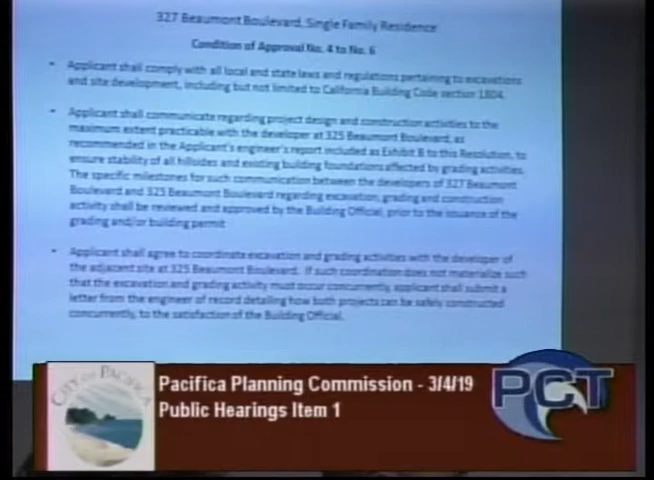 327 Beaumont Boulevard, Single Family Residence
Condition of Approval No. 4 to No. 6
• Applicant shall comply with all local and state laws and regulations pertaining to excavations
and site development, including but not limited to California Building Code section 1804.
• Applicant shall communicate regarding project design and construction activities to the
maximum extent practicable with the developer at 325 Beaumont Boulevard, as
recommended in the Applicant's engineer's report included as Exhibit B to this Resolution, to
ensure stability of all hillsides and existing building foundations affected by grading activities.
The specific milestones for such communication between the developers of 327 Beaumont
Boulevard and 325 Beaumont Boulevard regarding excavation, grading and construction
activity shall be reviewed and approved by the Building Official, prior to the issuance of the
grading and/or building permit
• Applicant shall agree to coordinate excavation and grading activities with the developer of
the adjacent site at 325 Beaumont Boulevard. If such coordination does not materialize such
that the excavation and grading activity must occur concurrently, applicant shall submit a
letter from the engineer of record detailing how both projects can be safely constructed
concurrently, to the satisfaction of the Building Official.
CITY OF PACIFICA
Pacifica Planning Commission - 3/4/19
Public Hearings Item 1
PCT